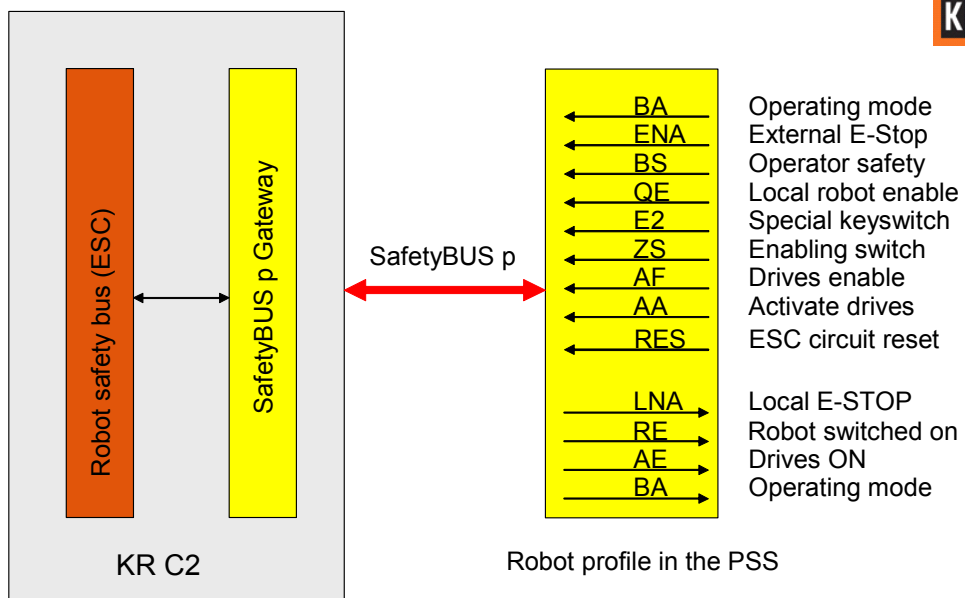 K
BA Operating mode
ENA External E-Stop
BS Operator safety
QE Local robot enable
E2 Special keyswitch
ZS Enabling switch
AF Drives enable
AA Activate drives
RES ESC circuit reset
LNA Local E-STOP
RE Robot switched on
AE Drives ON
BA Operating mode
Robot safety bus (ESC)
SafetyBUS p Gateway
SafetyBUS p
KR C2
Robot profile in the PSS